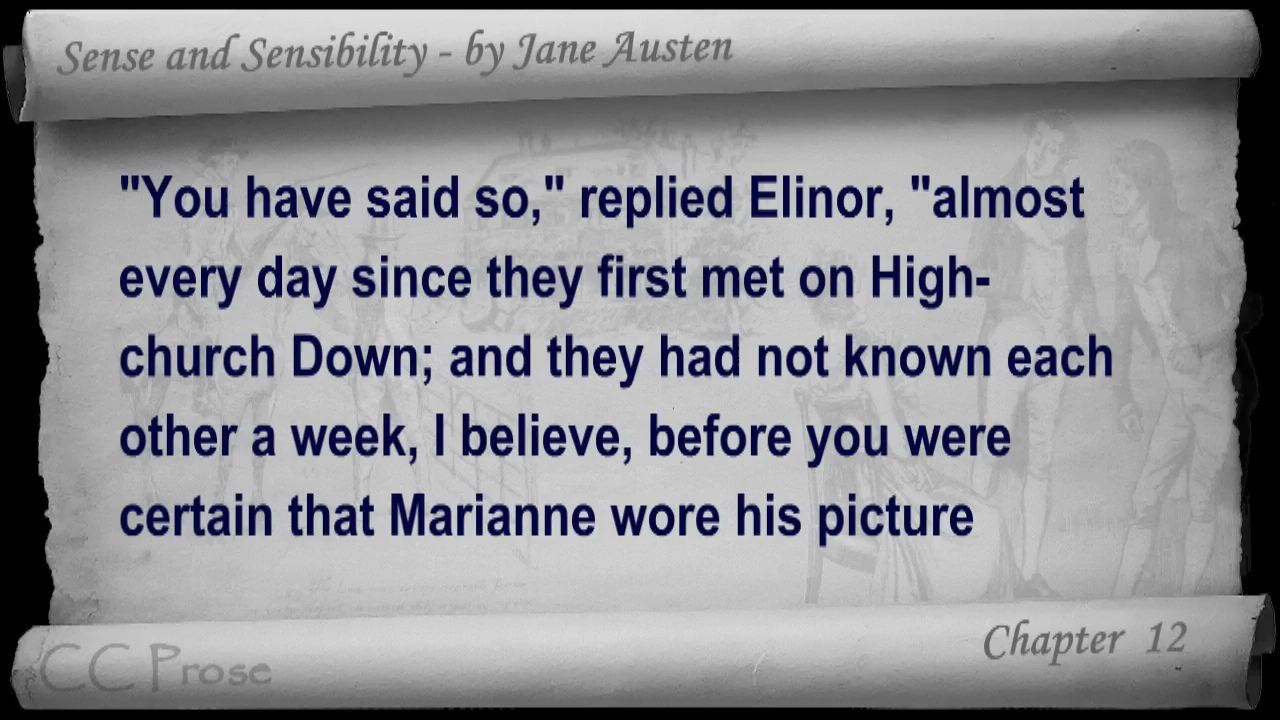 Sense and Sensibility - by Jane Austen
"You have said so," replied Elinor, "almost
every day since they first met on High-
church Down; and they had not known each
other a week, I believe, before you were
certain that Marianne wore his picture
Chapter 12
CC Prose